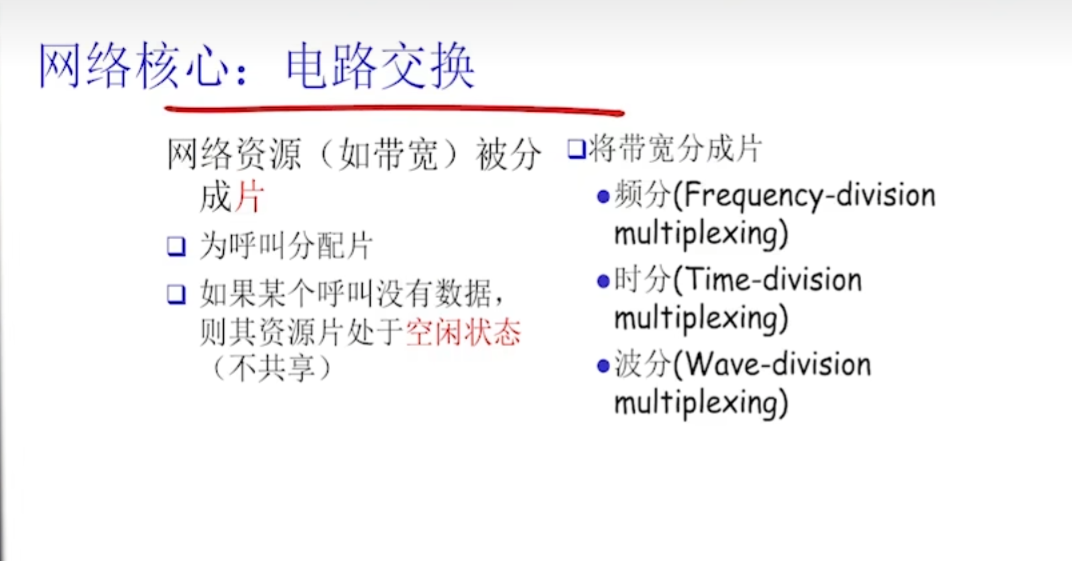 网络核心：电路交换
网络资源（如带宽）被分
成片
为呼叫分配片
如果某个呼叫没有数据，
则其资源片处于空闲状态
（不共享）
将带宽分成片
频分(Frequency-division
multiplexing)
时分(Time-division
multiplexing)
波分(Wave-division
multiplexing)